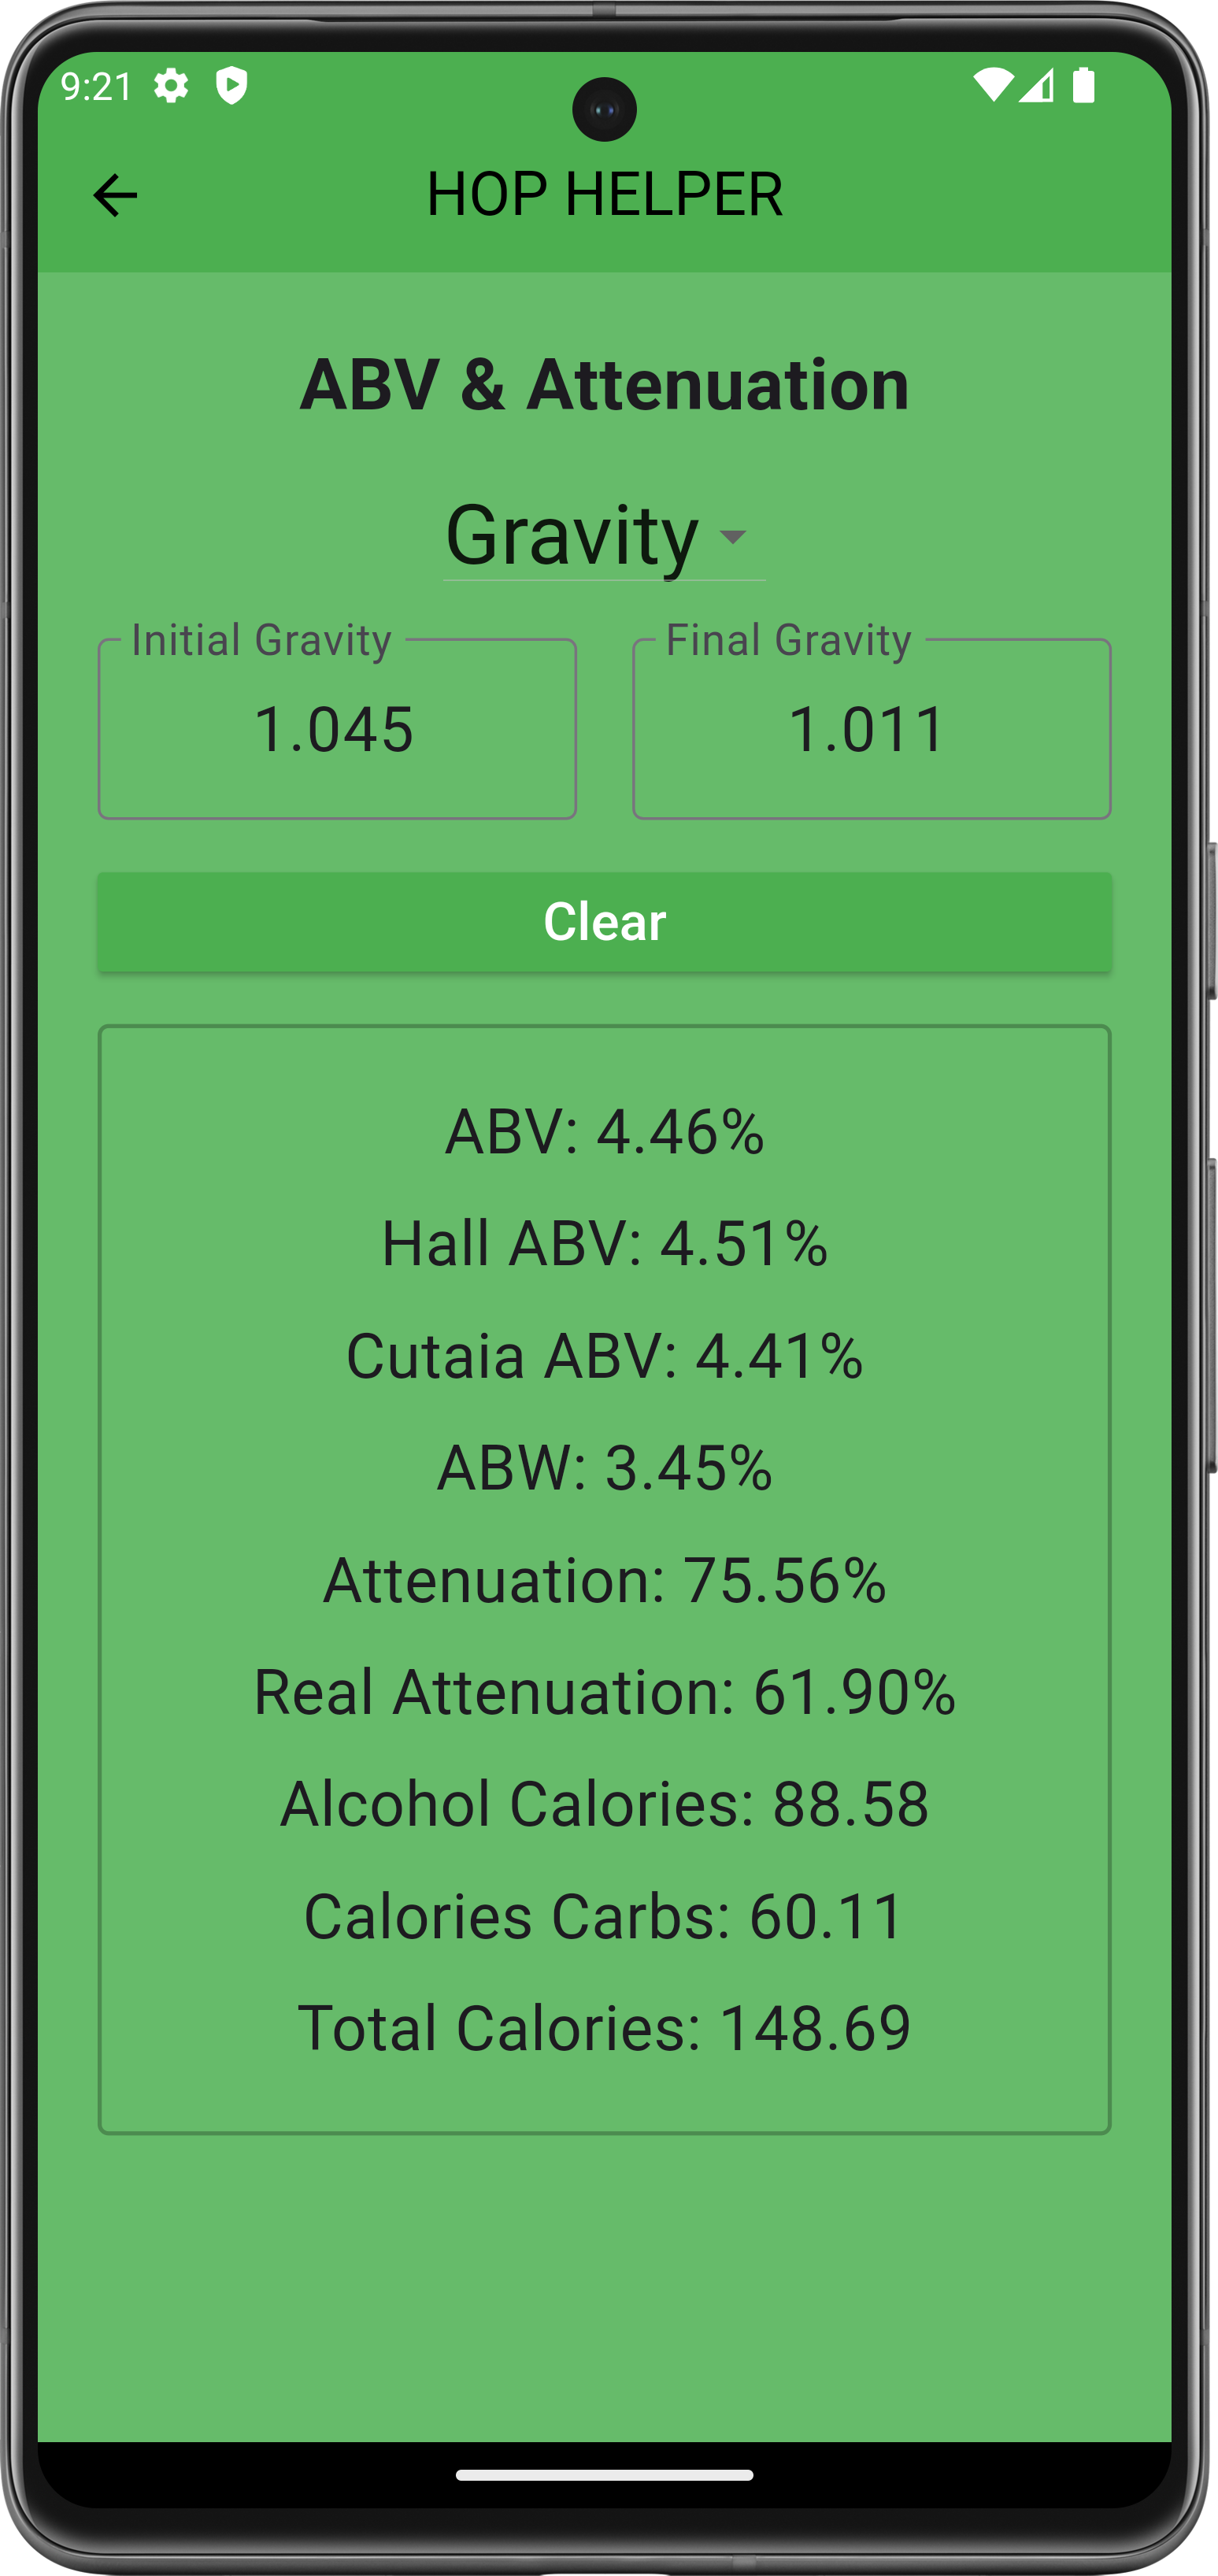 9:21
HOP HELPER
ABV & Attenuation
Gravity
Initial Gravity
Final Gravity
1.045
1.011
Clear
ABV: 4.46%
Hall ABV: 4.51%
Cutaia ABV: 4.41%
ABW: 3.45%
Attenuation: 75.56%
Real Attenuation: 61.90%
Alcohol Calories: 88.58
Calories Carbs: 60.11
Total Calories: 148.69